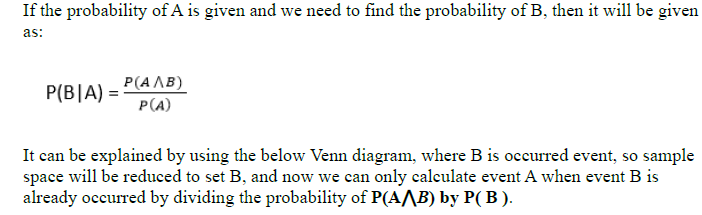 If the probability of A is given and we need to find the probability of B, then it will be given
as:
P(B|A) = P(A⋀B) / P(A)
It can be explained by using the below Venn diagram, where B is occurred event, so sample
space will be reduced to set B, and now we can only calculate event A when event B is
already occurred by dividing the probability of P(A⋀B) by P( B ).